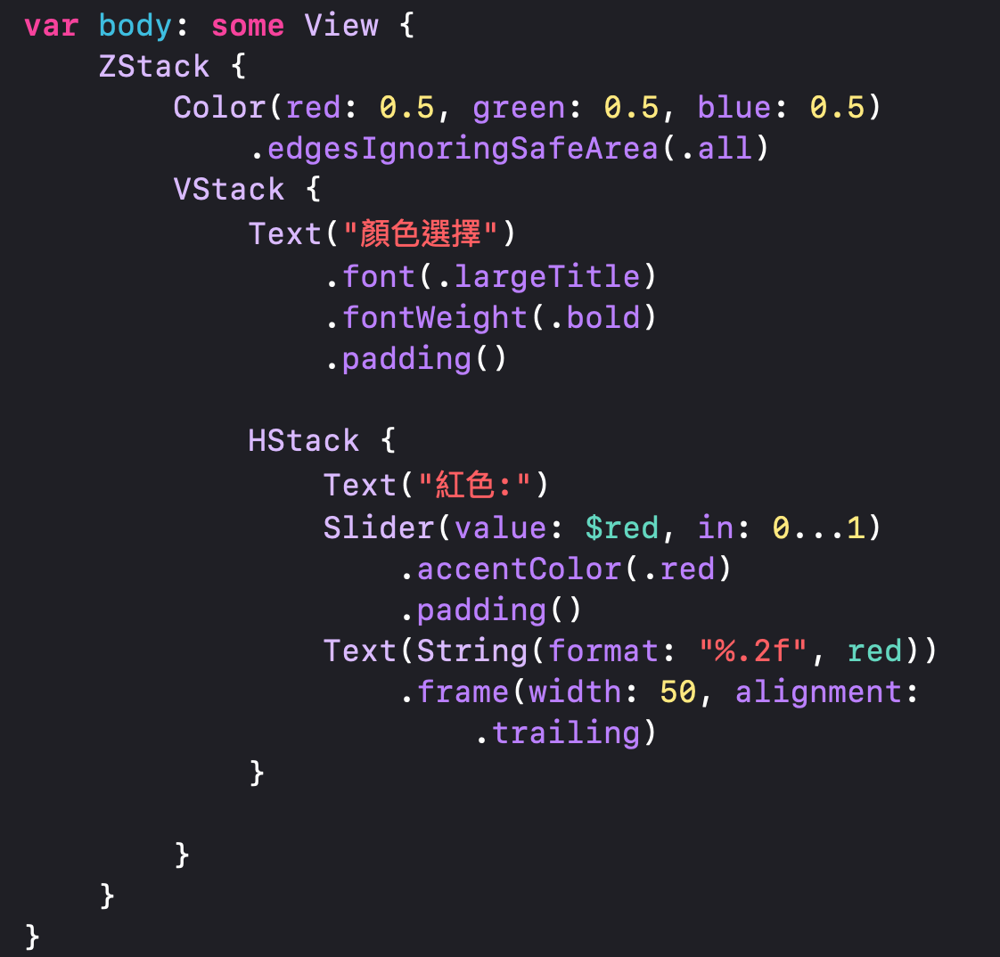 var body: some View {
    ZStack {
        Color(red: 0.5, green: 0.5, blue: 0.5)
            .edgesIgnoringSafeArea(.all)
        VStack {
            Text("顏色選擇")
                .font(.largeTitle)
                .fontWeight(.bold)
                .padding()

            HStack {
                Text("紅色:")
                Slider(value: $red, in: 0...1)
                    .accentColor(.red)
                    .padding()
                Text(String(format: "%.2f", red))
                    .frame(width: 50, alignment:
                        .trailing)
            }

        }
    }
}